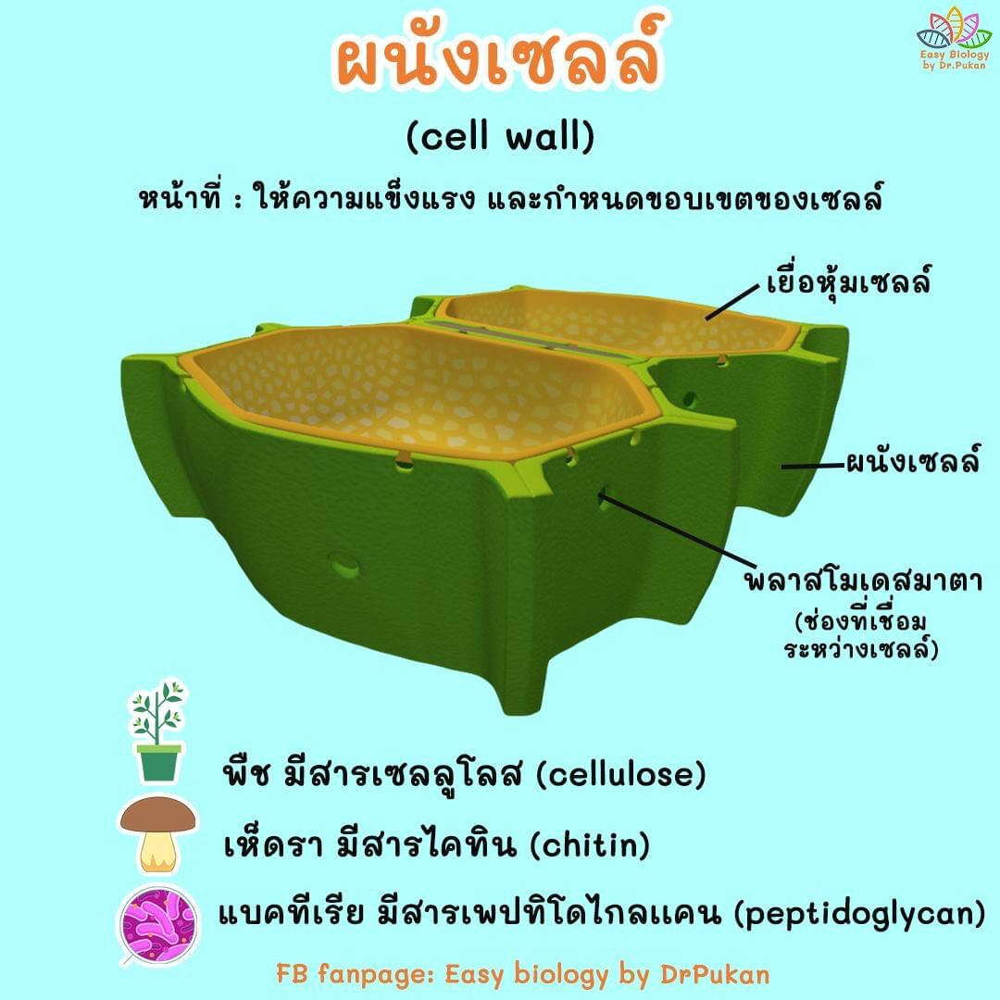 ผนังเซลล์
Easy Biology
by Dr.Pukan
(cell wall)
หน้าที่ : ให้ความแข็งแรง และกำหนดขอบเขตของเซลล์
เยื่อหุ้มเซลล์
ผนังเซลล์
พลาสโมเดสมาตา
(ช่องที่เชื่อม
ระหว่างเซลล์)
พืช มีสารเซลลูโลส (cellulose)
เห็ดรา มีสารไคทิน (chitin)
แบคทีเรีย มีสารเพปทิโดไกลแคน (peptidoglycan)
FB fanpage: Easy biology by DrPukan